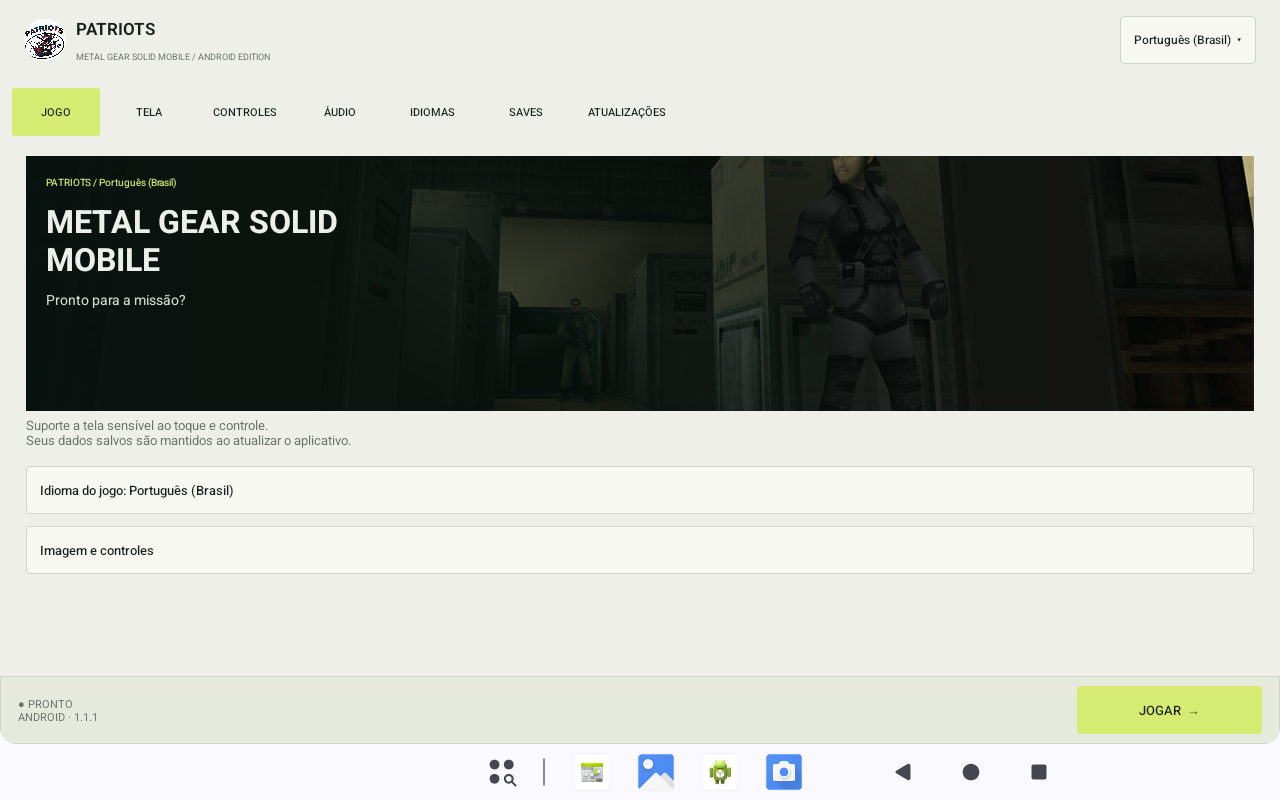 PATRIOTS
PATRIOTS
METAL GEAR SOLID MOBILE / ANDROID EDITION
Português (Brasil)
JOGO
TELA
CONTROLES
ÁUDIO
IDIOMAS
SAVES
ATUALIZAÇÕES
PATRIOTS / Português (Brasil)
METAL GEAR SOLID
MOBILE
Pronto para a missão?
Suporte a tela sensível ao toque e controle.
Seus dados salvos são mantidos ao atualizar o aplicativo.
Idioma do jogo: Português (Brasil)
Imagem e controles
● PRONTO
ANDROID · 1.1.1
JOGAR →